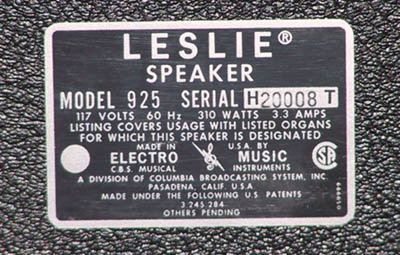 LESLIE®
SPEAKER
MODEL 925 SERIAL H20008 T
117 VOLTS 60 Hz 310 WATTS 3.3 AMPS
LISTING COVERS USAGE WITH LISTED ORGANS
FOR WHICH THIS SPEAKER IS DESIGNATED
MADE IN U.S.A. BY
ELECTRO MUSIC
C.B.S. MUSICAL INSTRUMENTS
A DIVISION OF COLUMBIA BROADCASTING SYSTEM, INC
PASADENA, CALIF. U.S.A.
MADE UNDER THE FOLLOWING U.S. PATENTS
3 245 284
OTHERS PENDING